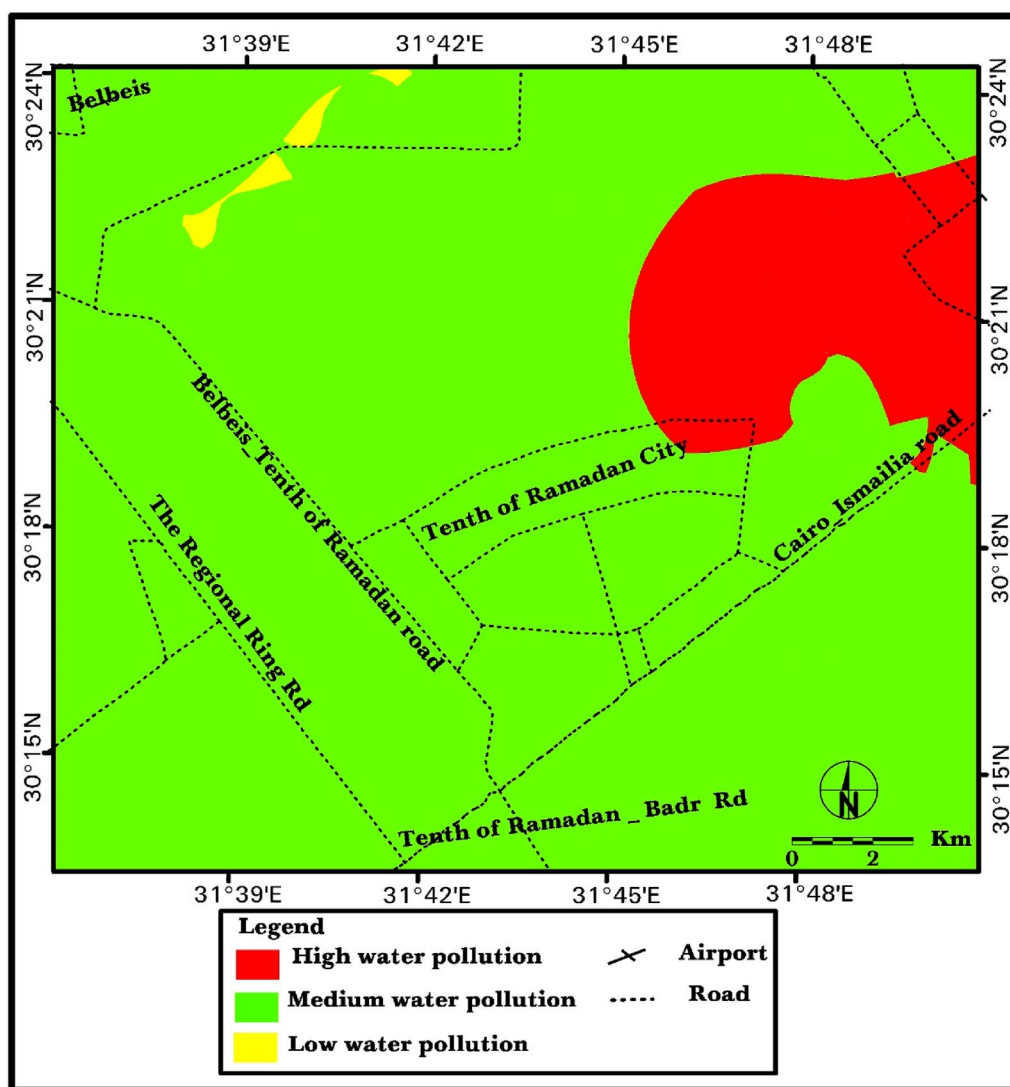 31°39'E 31°42'E 31°45'E 31°48'E
30°24'N
30°24'N
Belbeis
30°21'N
30°21'N
Belbeis_Tenth of Ramadan road
Tenth of Ramadan City
Cairo_Ismailia road
The Regional Ring Rd
30°18'N
30°18'N
30°15'N
30°15'N
Tenth of Ramadan _ Badr Rd
N
Km
0 2
31°39'E 31°42'E 31°45'E 31°48'E
Legend
High water pollution
Airport
Medium water pollution
Road
Low water pollution